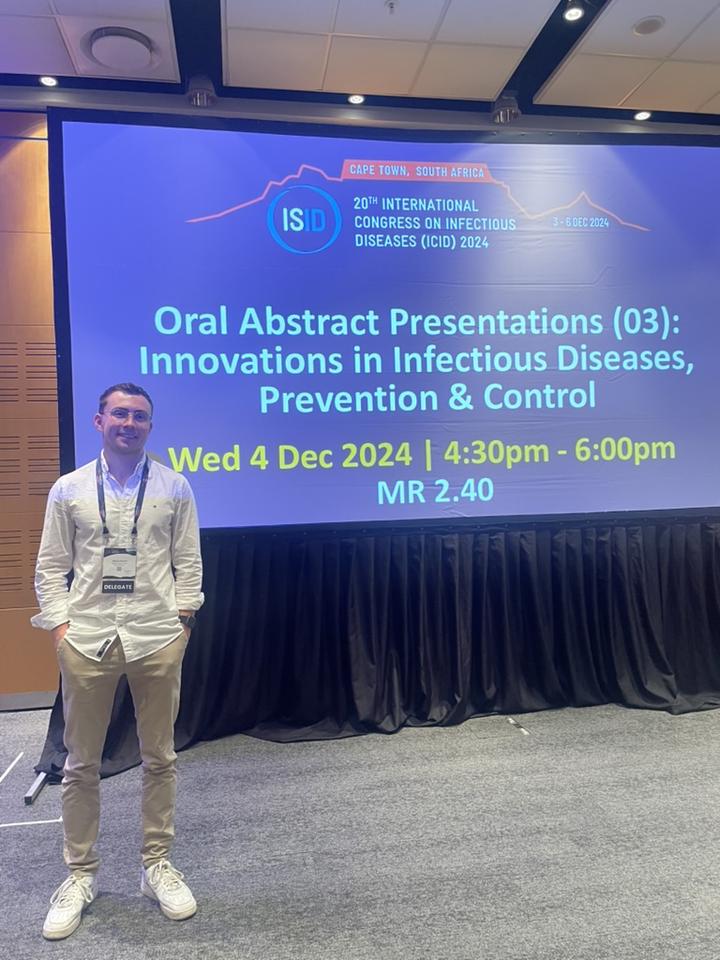 CAPE TOWN, SOUTH AFRICA
ISID
20TH INTERNATIONAL
CONGRESS ON INFECTIOUS
DISEASES (ICID) 2024
3 - 6 DEC 2024
Oral Abstract Presentations (03):
Innovations in Infectious Diseases,
Prevention & Control
Wed 4 Dec 2024 | 4:30pm - 6:00pm
MR 2.40
DELEGATE